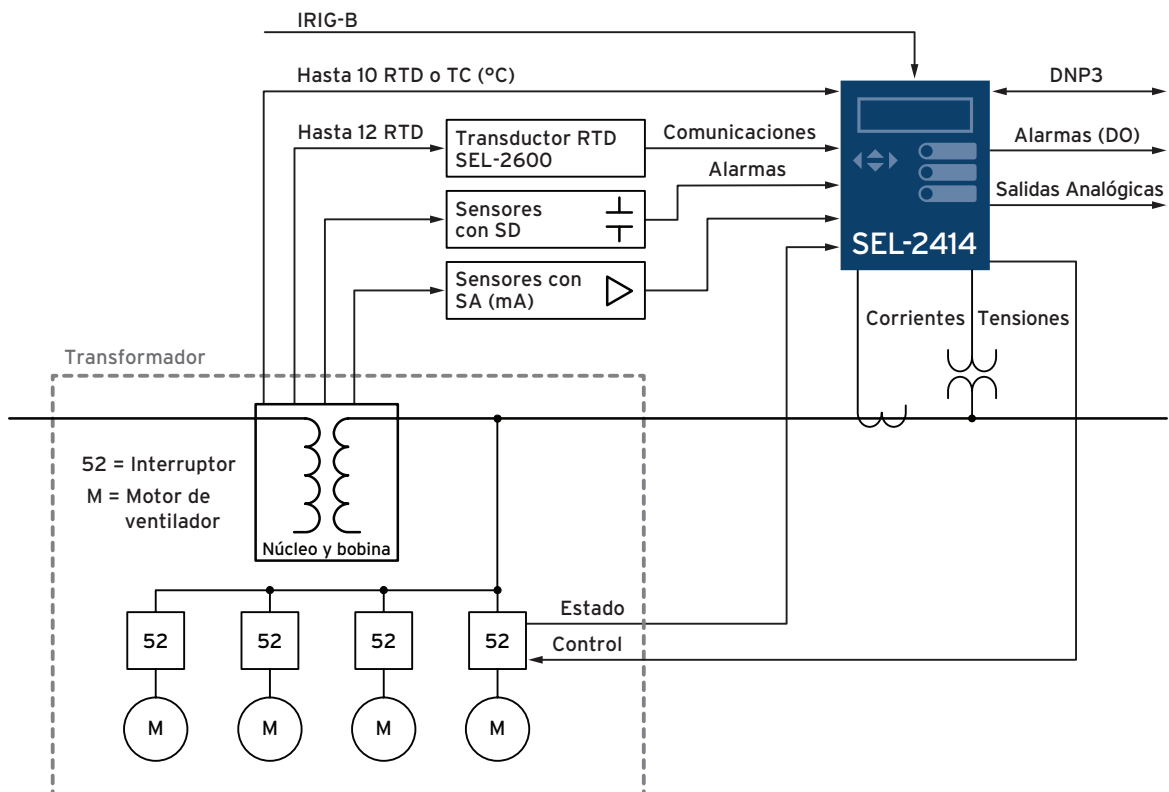 IRIG-B
Hasta 10 RTD o TC (°C)
DNP3
Hasta 12 RTD
Transductor RTD
SEL-2600
Comunicaciones
Alarmas (DO)
Alarmas
Salidas Analógicas
Sensores
con SD
SEL-2414
Sensores con
SA (mA)
Corrientes
Tensiones
Transformador
52 = Interruptor
M = Motor de
ventilador
Núcleo y bobina
Estado
Control
52
52
52
52
M
M
M
M